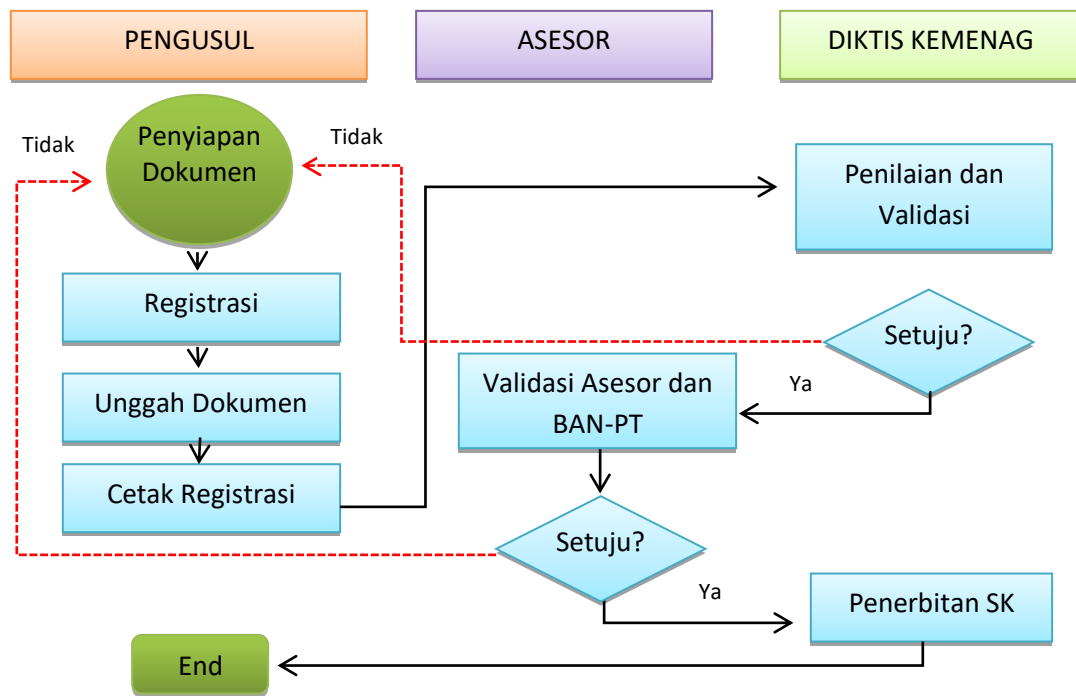 PENGUSUL
ASESOR
DIKTIS KEMENAG
Tidak
Penyiapan
Dokumen
Tidak
Penilaian dan
Validasi
Registrasi
Setuju?
Validasi Asesor dan
BAN-PT
Ya
Unggah Dokumen
Cetak Registrasi
Setuju?
Ya
Penerbitan SK
End